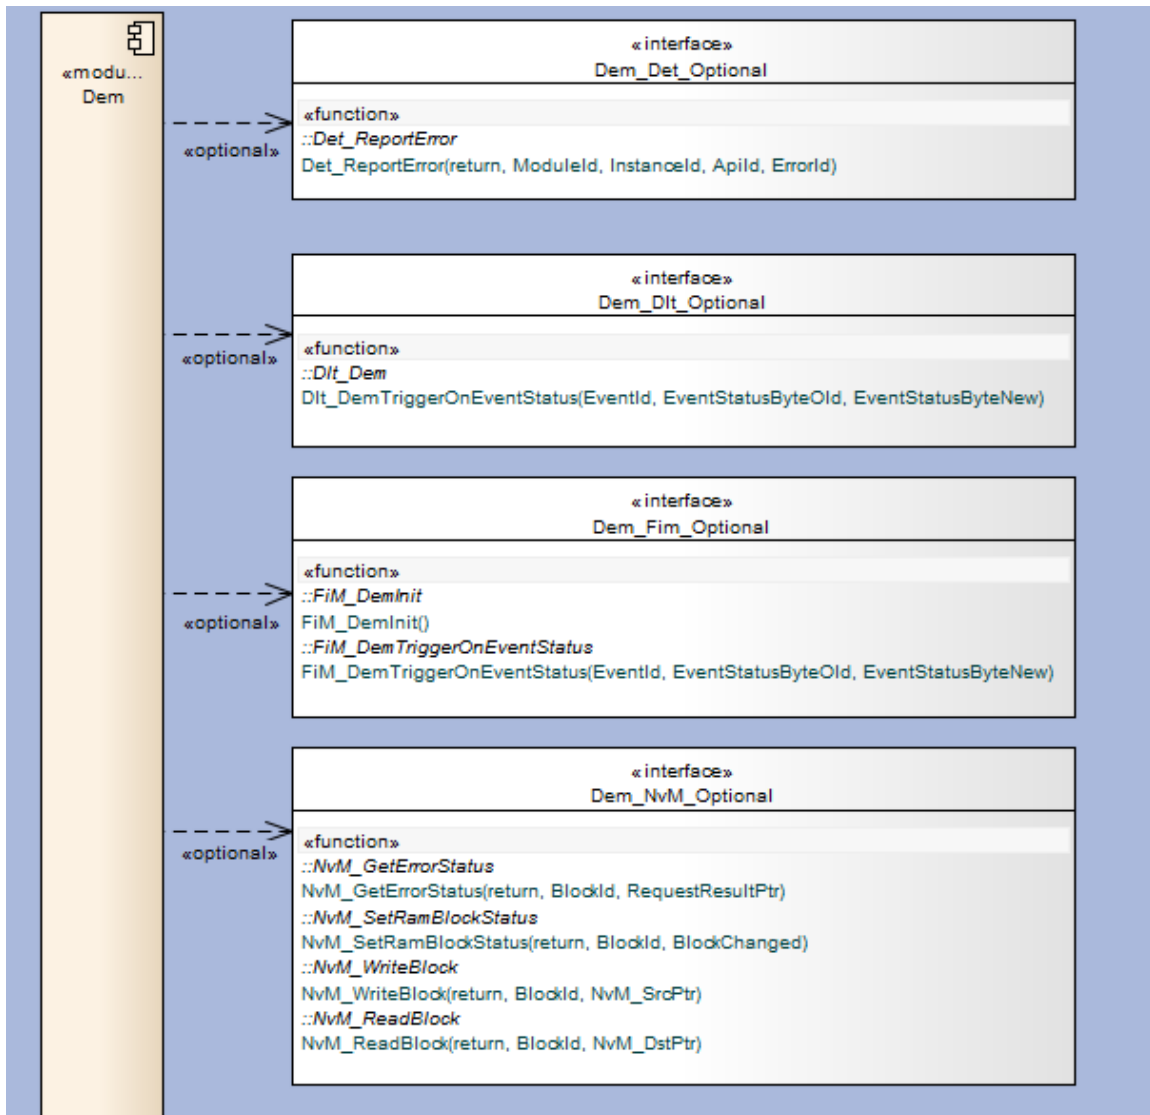 «modu...
Dem
«interface»
Dem_Det_Optional
«function»
::Det_ReportError
Det_ReportError(return, ModuleId, InstanceId, ApiId, ErrorId)
«optional»
«interface»
Dem_Dlt_Optional
«function»
::Dlt_Dem
Dlt_DemTriggerOnEventStatus(EventId, EventStatusByteOld, EventStatusByteNew)
«optional»
«interface»
Dem_Fim_Optional
«function»
::FiM_DemInit
FiM_DemInit()
::FiM_DemTriggerOnEventStatus
FiM_DemTriggerOnEventStatus(EventId, EventStatusByteOld, EventStatusByteNew)
«optional»
«interface»
Dem_NvM_Optional
«function»
::NvM_GetErrorStatus
NvM_GetErrorStatus(return, BlockId, RequestResultPtr)
::NvM_SetRamBlockStatus
NvM_SetRamBlockStatus(return, BlockId, BlockChanged)
::NvM_WriteBlock
NvM_WriteBlock(return, BlockId, NvM_SrcPtr)
::NvM_ReadBlock
NvM_ReadBlock(return, BlockId, NvM_DstPtr)
«optional»